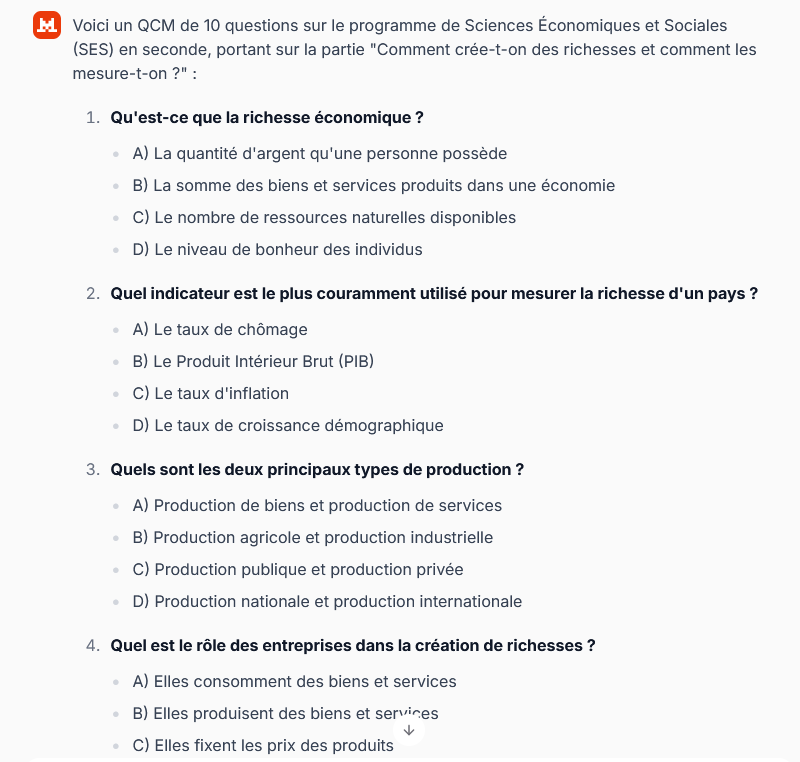 Voici un QCM de 10 questions sur le programme de Sciences Économiques et Sociales
(SES) en seconde, portant sur la partie "Comment crée-t-on des richesses et comment les
mesure-t-on ?" :
1. Qu'est-ce que la richesse économique ?
A) La quantité d'argent qu'une personne possède
B) La somme des biens et services produits dans une économie
C) Le nombre de ressources naturelles disponibles
D) Le niveau de bonheur des individus
2. Quel indicateur est le plus couramment utilisé pour mesurer la richesse d'un pays ?
A) Le taux de chômage
B) Le Produit Intérieur Brut (PIB)
C) Le taux d'inflation
D) Le taux de croissance démographique
3. Quels sont les deux principaux types de production ?
A) Production de biens et production de services
B) Production agricole et production industrielle
C) Production publique et production privée
D) Production nationale et production internationale
4. Quel est le rôle des entreprises dans la création de richesses ?
A) Elles consomment des biens et services
B) Elles produisent des biens et services
C) Elles fixent les prix des produits